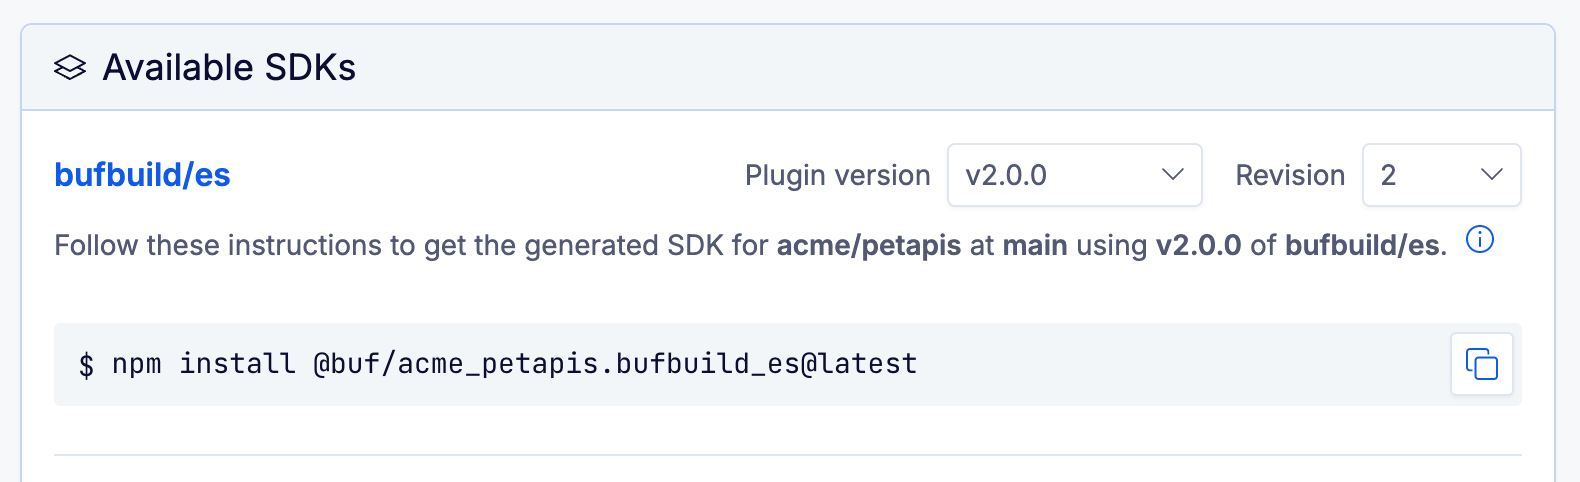 Available SDKs
bufbuild/es Plugin version v2.0.0 Revision 2
Follow these instructions to get the generated SDK for acme/petapis at main using v2.0.0 of bufbuild/es.
$ npm install @buf/acme_petapis.bufbuild_es@latest